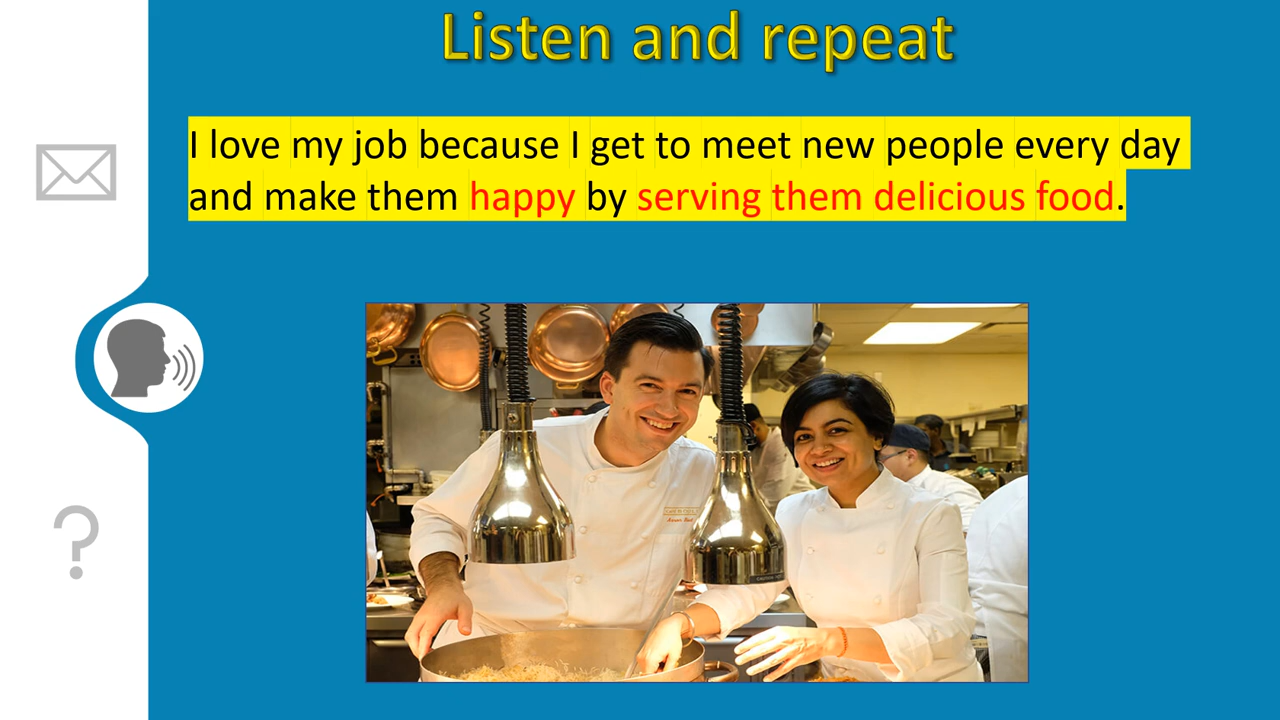 Listen and repeat
I love my job because I get to meet new people every day
and make them happy by serving them delicious food.
?